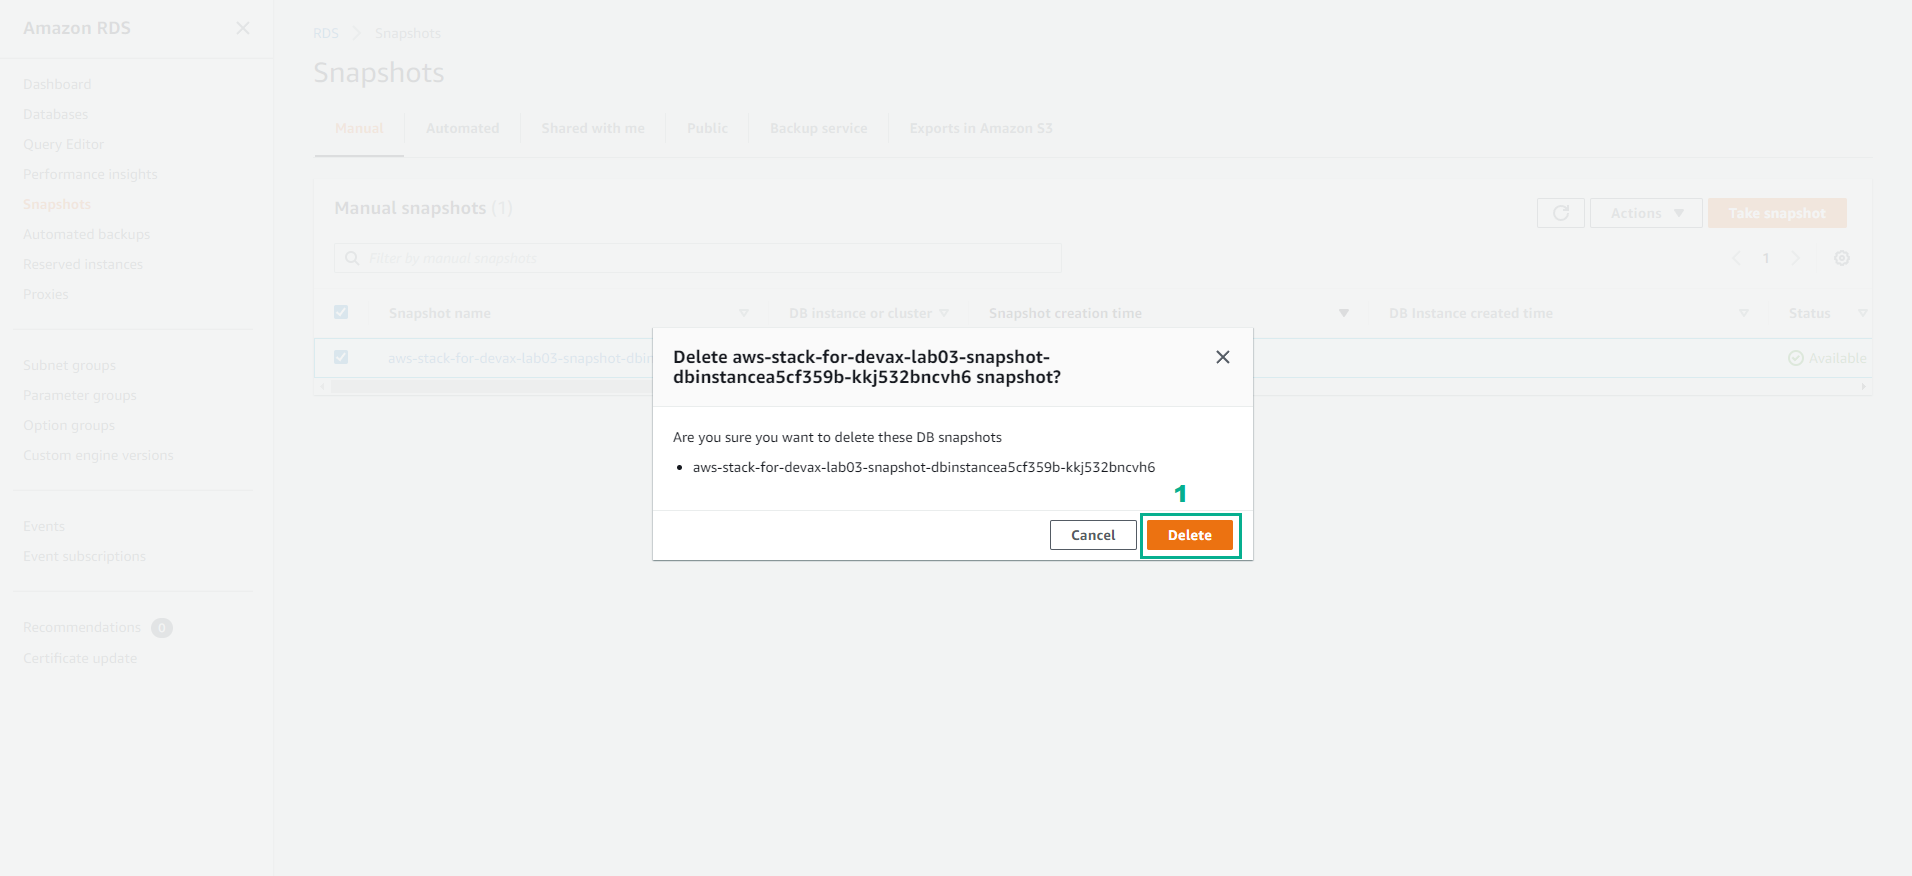 Amazon RDS
Dashboard
Databases
Query Editor
Performance insights
Snapshots
Automated backups
Reserved instances
Proxies
Subnet groups
Parameter groups
Option groups
Custom engine versions
Events
Event subscriptions
Recommendations 0
Certificate update
RDS Snapshots
Snapshots
Manual Automated Shared with me Public Backup service Exports in Amazon S3
Manual snapshots (1)
Actions Take snapshot
Filter by manual snapshots
1
Snapshot name DB instance or cluster Snapshot creation time DB Instance created time Status
aws-stack-for-devax-lab03-snapshot-dbin Available
Delete aws-stack-for-devax-lab03-snapshot-
dbinstancea5cf359b-kkj532bncvh6 snapshot?
Are you sure you want to delete these DB snapshots
• aws-stack-for-devax-lab03-snapshot-dbinstancea5cf359b-kkj532bncvh6
1
Cancel Delete